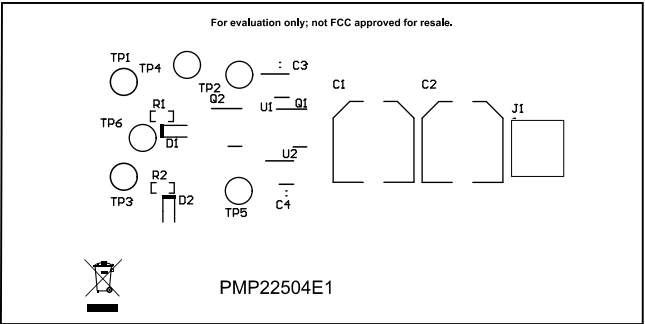 For evaluation only; not FCC approved for resale.
TP1
TP4
TP2
C3
C1
C2
Q2
U1
Q1
J1
R1
TP6
D1
U2
R2
TP3
D2
TP5
C4
PMP22504E1